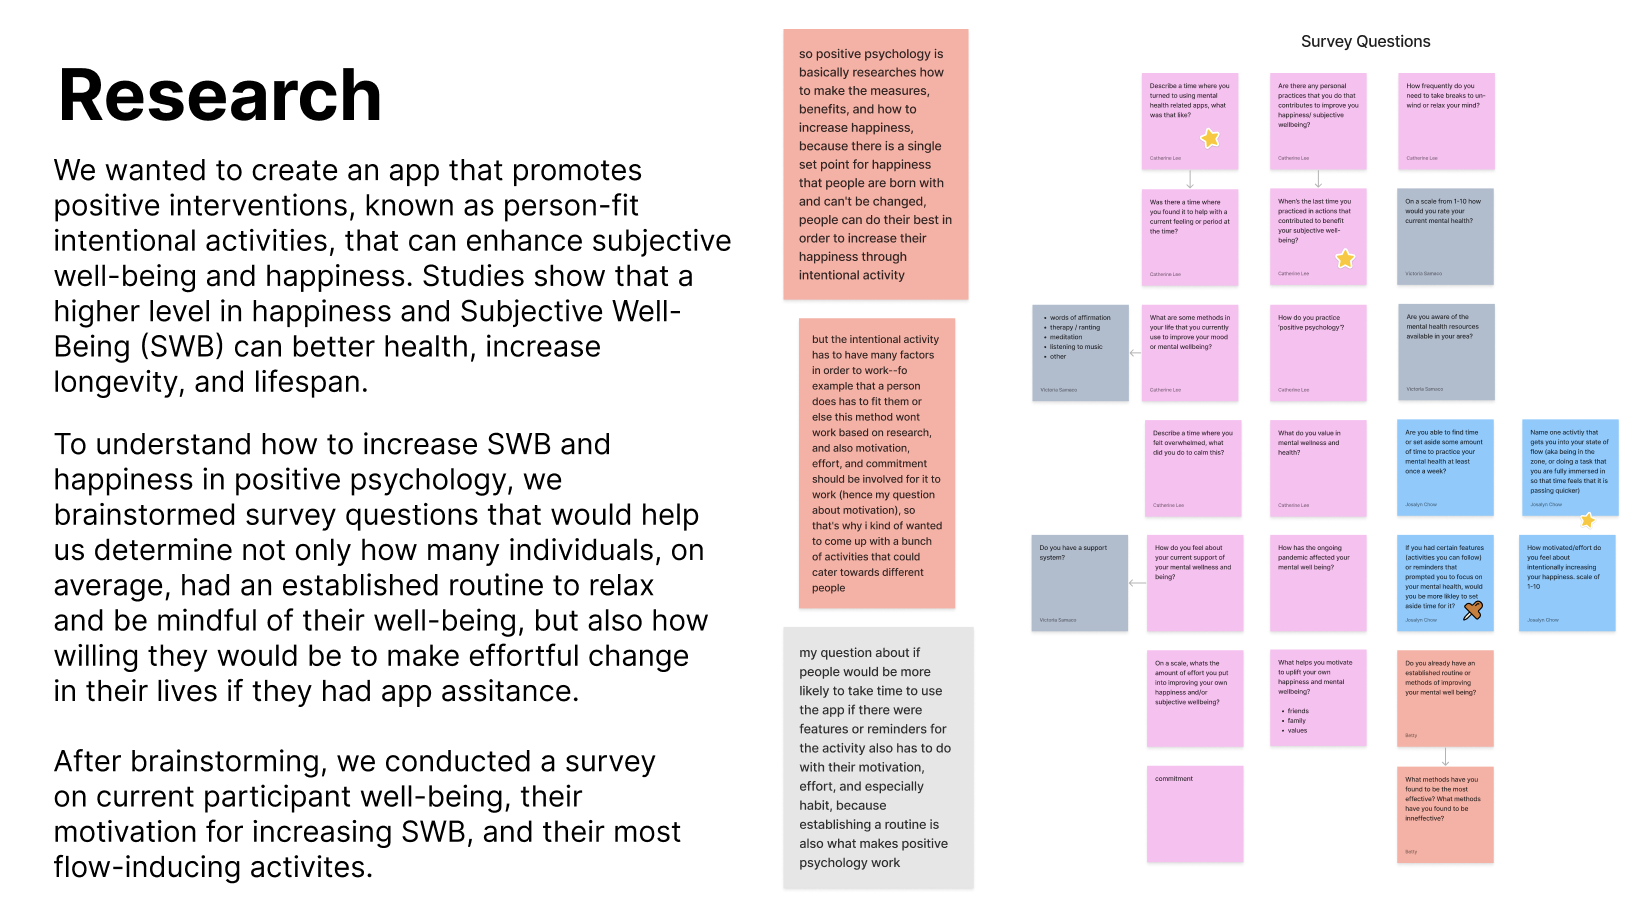 Research
We wanted to create an app that promotes
positive interventions, known as person-fit
intentional activities, that can enhance subjective
well-being and happiness. Studies show that a
higher level in happiness and Subjective Well-
Being (SWB) can better health, increase
longevity, and lifespan.
To understand how to increase SWB and
happiness in positive psychology, we
brainstormed survey questions that would help
us determine not only how many individuals, on
average, had an established routine to relax
and be mindful of their well-being, but also how
willing they would be to make effortful change
in their lives if they had app assitance.
After brainstorming, we conducted a survey
on current participant well-being, their
motivation for increasing SWB, and their most
flow-inducing activites.
so positive psychology is
basically researches how
to make the measures,
benefits, and how to
increase happiness,
because there is a single
set point for happiness
that people are born with
and can't be changed,
people can do their best in
order to increase their
happiness through
intentional activity
but the intentional activity
has to have many factors
in order to work--fo
example that a person
does has to fit them or
else this method wont
work based on research,
and also motivation,
effort, and commitment
should be involved for it to
work (hence my question
about motivation), so
that's why i kind of wanted
to come up with a bunch
of activities that could
cater towards different
people
my question about if
people would be more
likely to take time to use
the app if there were
features or reminders for
the activity also has to do
with their motivation,
effort, and especially
habit, because
establishing a routine is
also what makes positive
psychology work
Survey Questions
Describe a time where you
turned to using mental
health related apps, what
was that like?
Catherine Lee
Are there any personal
practices that you do that
contributes to improve you
happiness/ subjective
wellbeing?
Catherine Lee
How frequently do you
need to take breaks to un-
wind or relax your mind?
Catherine Lee
Was there a time where
you found it to help with a
current feeling or period at
the time?
Catherine Lee
When's the last time you
practiced in actions that
contributed to benefit
your subjective well-
being?
Catherine Lee
On a scale from 1-10 how
would you rate your
current mental health?
Victoria Samaco
• words of affirmation
• therapy / ranting
• meditation
• listening to music
• other
Victoria Samaco
What are some methods in
your life that you currently
use to improve your mood
or mental wellbeing?
Catherine Lee
How do you practice
'positive psychology'?
Catherine Lee
Are you aware of the
mental health resources
available in your area?
Victoria Samaco
Describe a time where you
felt overwhelmed, what
did you do to calm this?
Catherine Lee
What do you value in
mental wellness and
health?
Catherine Lee
Are you able to find time
or set aside some amount
of time to practice your
mental health at least
once a week?
Josalyn Chow
Name one activtiy that
gets you into your state of
flow (aka being in the
zone, or doing a task that
you are fully immersed in
so that time feels that it is
passing quicker)
Josalyn Chow
Do you have a support
system?
Victoria Samaco
How do you feel about
your current support of
your mental wellness and
being?
How has the ongoing
pandemic affected your
mental well being?
If you had certain features
(activities you can follow)
or reminders that
prompted you to focus on
your mental health, would
you be more likley to set
aside time for it?
Josalyn Chow
How motivated/effort do
you feel about
intentionally increasing
your happiness. scale of
1-10
Josalyn Chow
On a scale, whats the
amount of effort you put
into improving your own
happiness and/or
subjective wellbeing?
What helps you motivate
to uplift your own
happiness and mental
wellbeing?
• friends
• family
• values
Do you already have an
established routine or
methods of improving
your mental well being?
Betty
commitment
What methods have you
found to be the most
effective? What methods
have you found to be
inneffective?
Betty